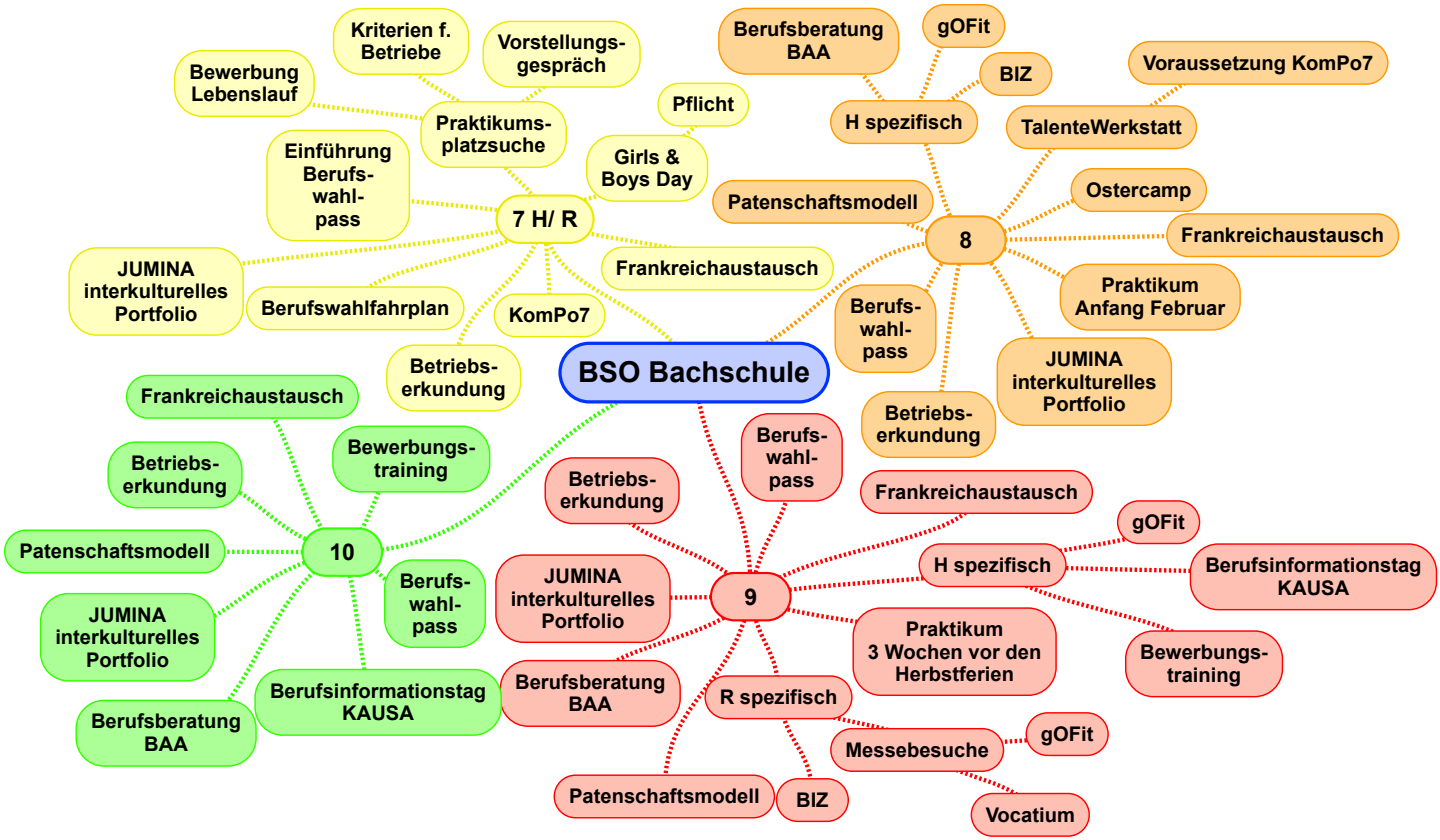 BSO Bachschule
7 H/ R
Kriterien f.
Betriebe
Vorstellungs-
gespräch
Bewerbung
Lebenslauf
Praktikums-
platzsuche
Pflicht
Girls &
Boys Day
Einführung
Berufs-
wahl-
pass
JUMINA
interkulturelles
Portfolio
Berufswahlfahrplan
Betriebs-
erkundung
KomPo7
Frankreichaustausch
8
Berufsberatung
BAA
gOFit
BIZ
H spezifisch
Voraussetzung KomPo7
TalenteWerkstatt
Patenschaftsmodell
Ostercamp
Frankreichaustausch
Praktikum
Anfang Februar
JUMINA
interkulturelles
Portfolio
Berufs-
wahl-
pass
Betriebs-
erkundung
10
Frankreichaustausch
Bewerbungs-
training
Betriebs-
erkundung
Patenschaftsmodell
JUMINA
interkulturelles
Portfolio
Berufsberatung
BAA
Berufsinformationstag
KAUSA
Berufs-
wahl-
pass
9
Berufs-
wahl-
pass
Betriebs-
erkundung
Frankreichaustausch
H spezifisch
gOFit
Berufsinformationstag
KAUSA
Bewerbungs-
training
Praktikum
3 Wochen vor den
Herbstferien
JUMINA
interkulturelles
Portfolio
Berufsberatung
BAA
R spezifisch
Messebesuche
gOFit
Vocatium
BIZ
Patenschaftsmodell